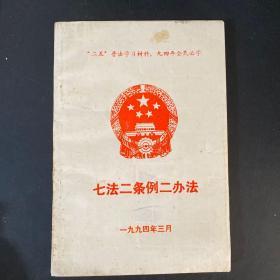 “二五”普法学习材料,九四年全民必学
七法二条例二办法
一九九四年三月